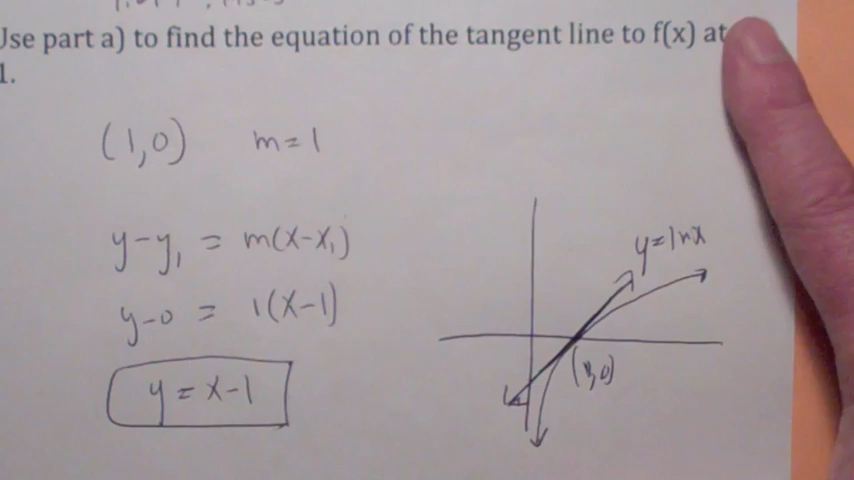 Use part a) to find the equation of the tangent line to f(x) at
1.
(1,0) m=1
y-y₁ = m(x-x₁)
y-0 = 1(x-1)
y=x-1
y=lnx
(1,0)